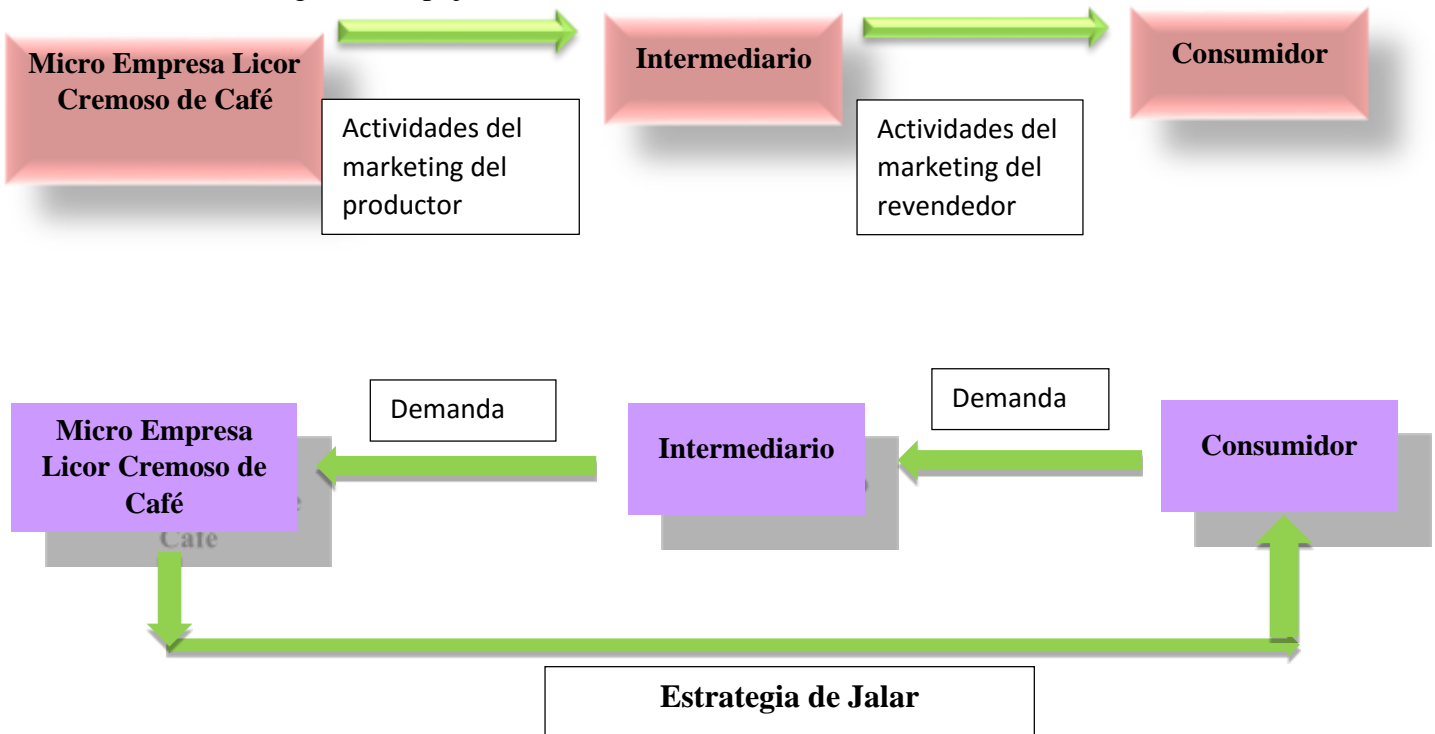 Micro Empresa Licor
Cremoso de Café
Actividades del
marketing del
productor
Intermediario
Actividades del
marketing del
revendedor
Consumidor
Micro Empresa
Licor Cremoso de
Café
Demanda
Intermediario
Demanda
Consumidor
Estrategia de Jalar